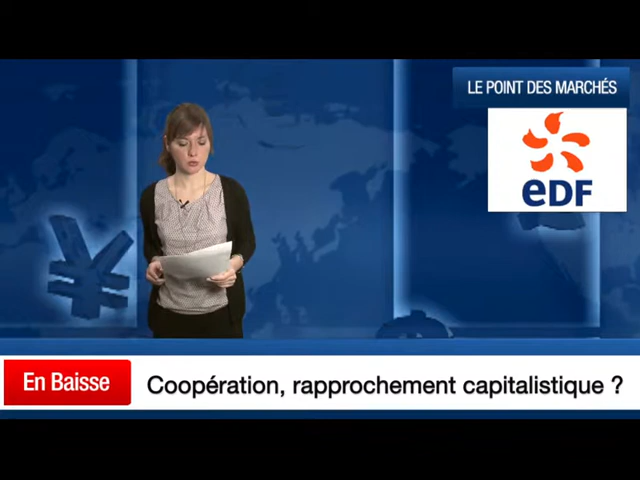 LE POINT DES MARCHÉS
eDF
En Baisse
Coopération, rapprochement capitalistique ?